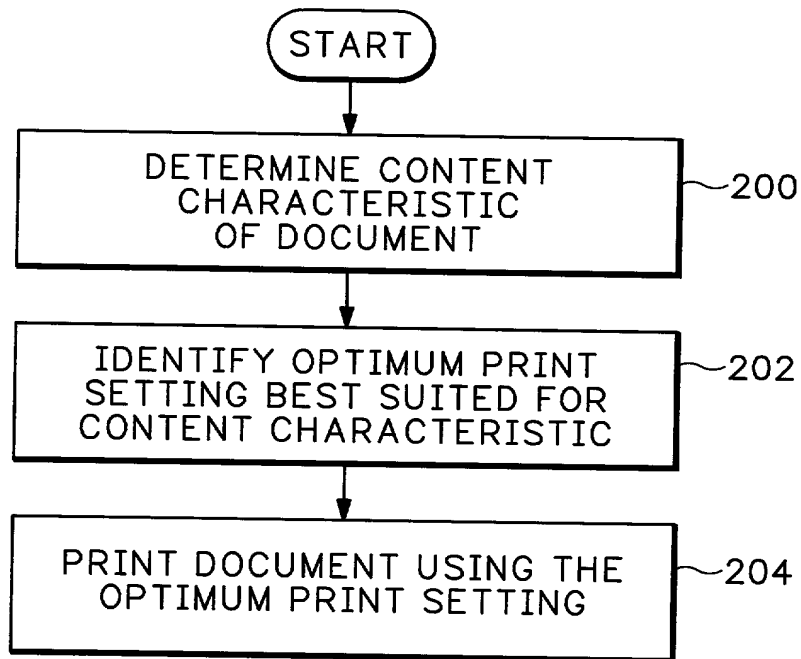 START
DETERMINE CONTENT
CHARACTERISTIC
OF DOCUMENT
200
IDENTIFY OPTIMUM PRINT
SETTING BEST SUITED FOR
CONTENT CHARACTERISTIC
202
PRINT DOCUMENT USING THE
OPTIMUM PRINT SETTING
204